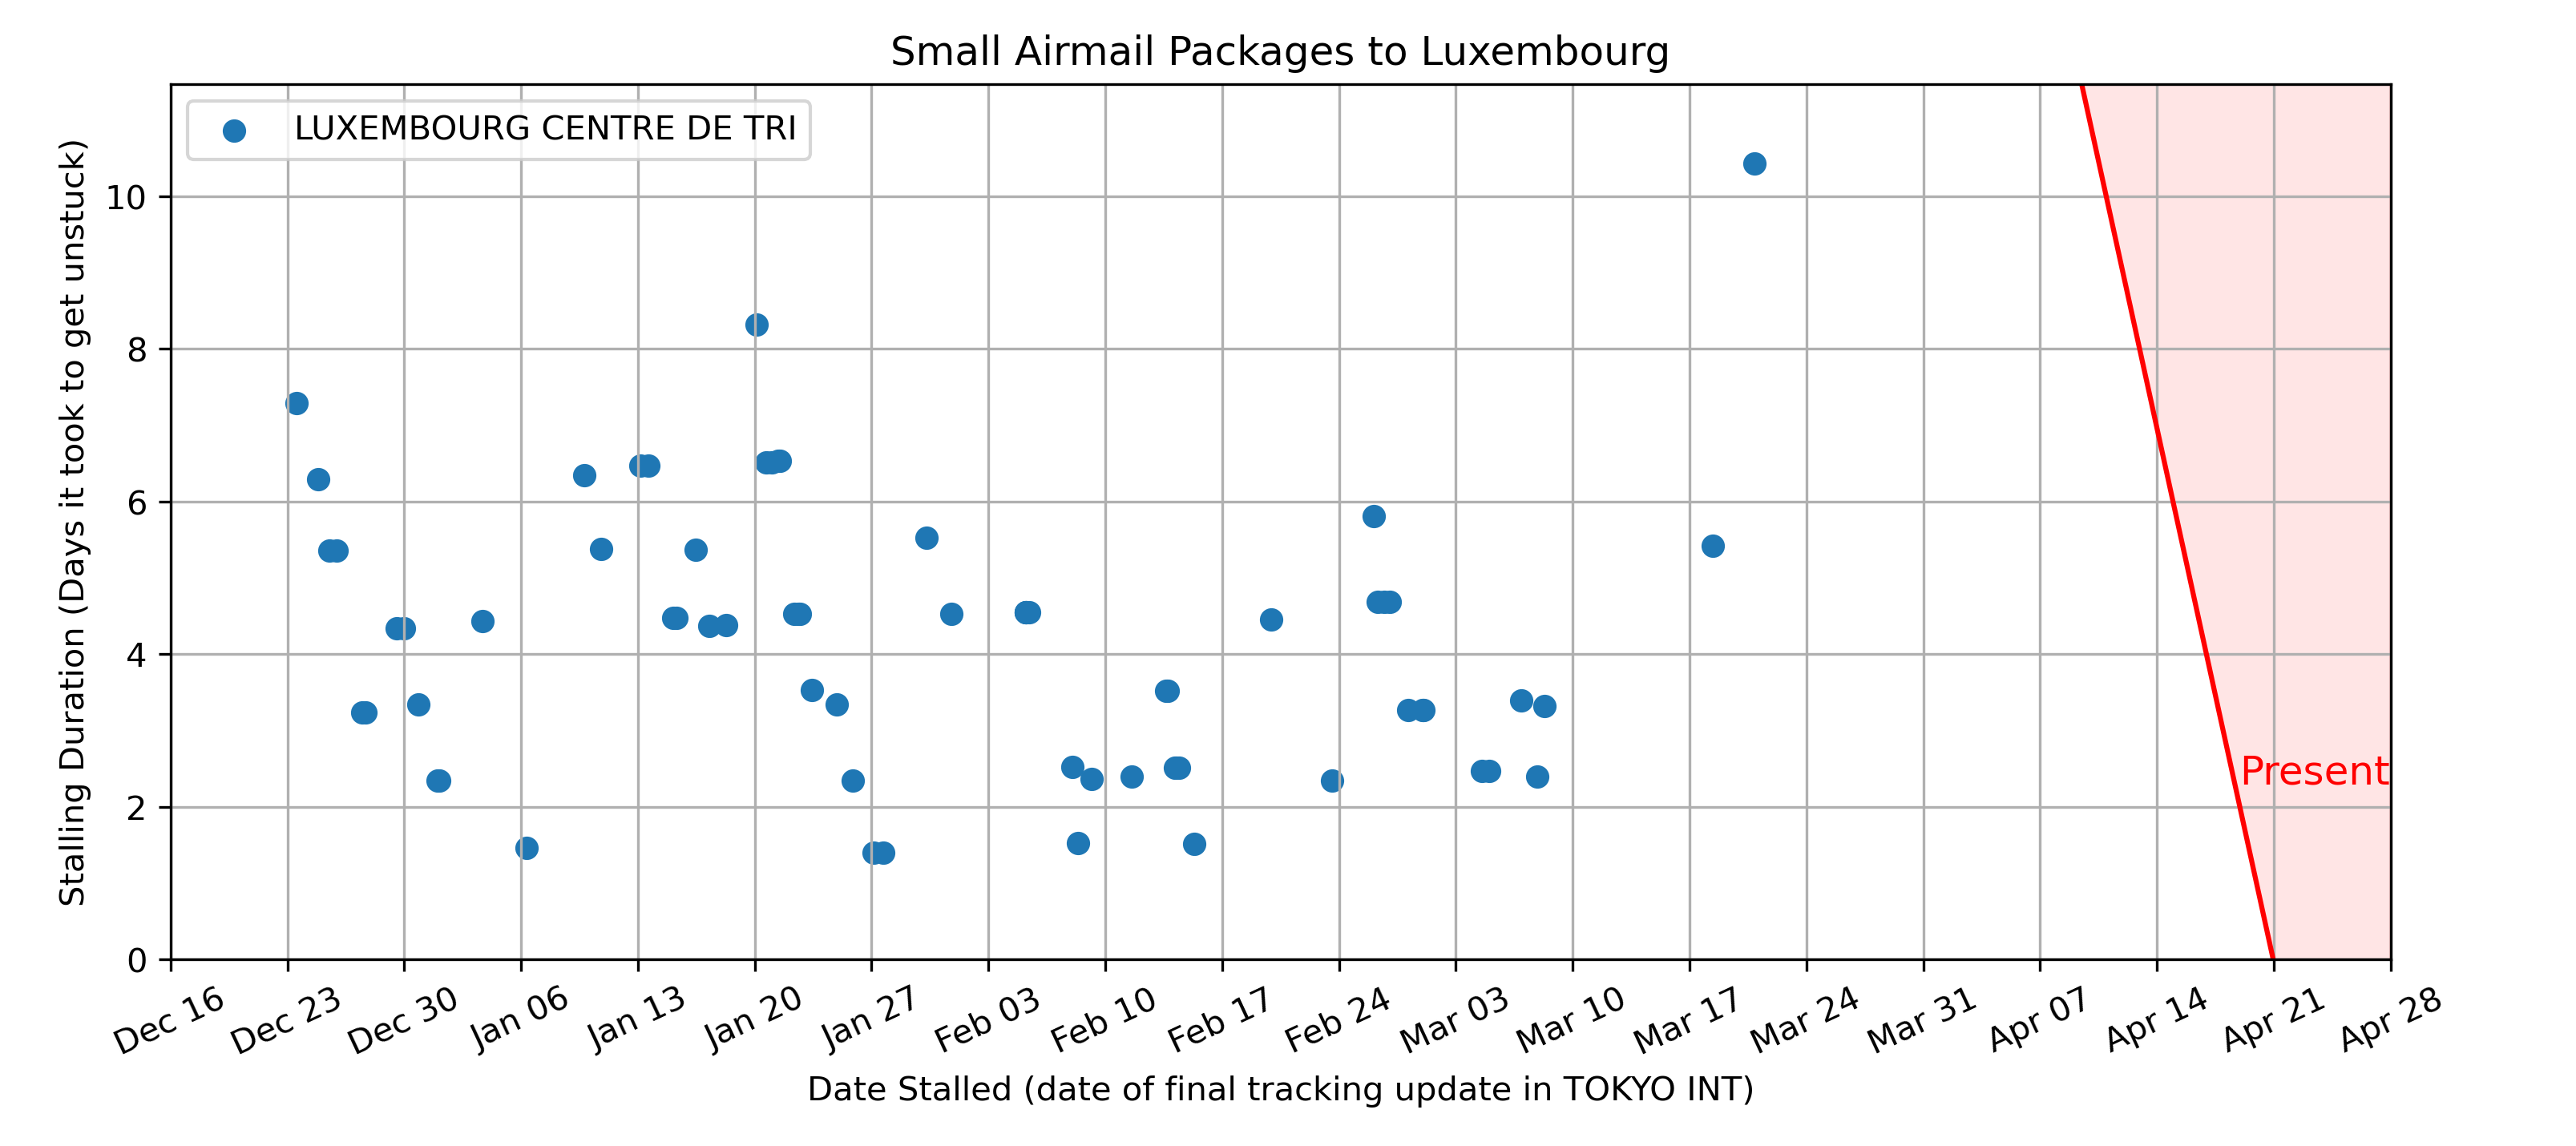 Small Airmail Packages to Luxembourg
LUXEMBOURG CENTRE DE TRI
Stalling Duration (Days it took to get unstuck)
10
8
6
4
2
0
Present
Dec 16
Dec 23
Dec 30
Jan 06
Jan 13
Jan 20
Jan 27
Feb 03
Feb 10
Feb 17
Feb 24
Mar 03
Mar 10
Mar 17
Mar 24
Mar 31
Apr 07
Apr 14
Apr 21
Apr 28
Date Stalled (date of final tracking update in TOKYO INT)